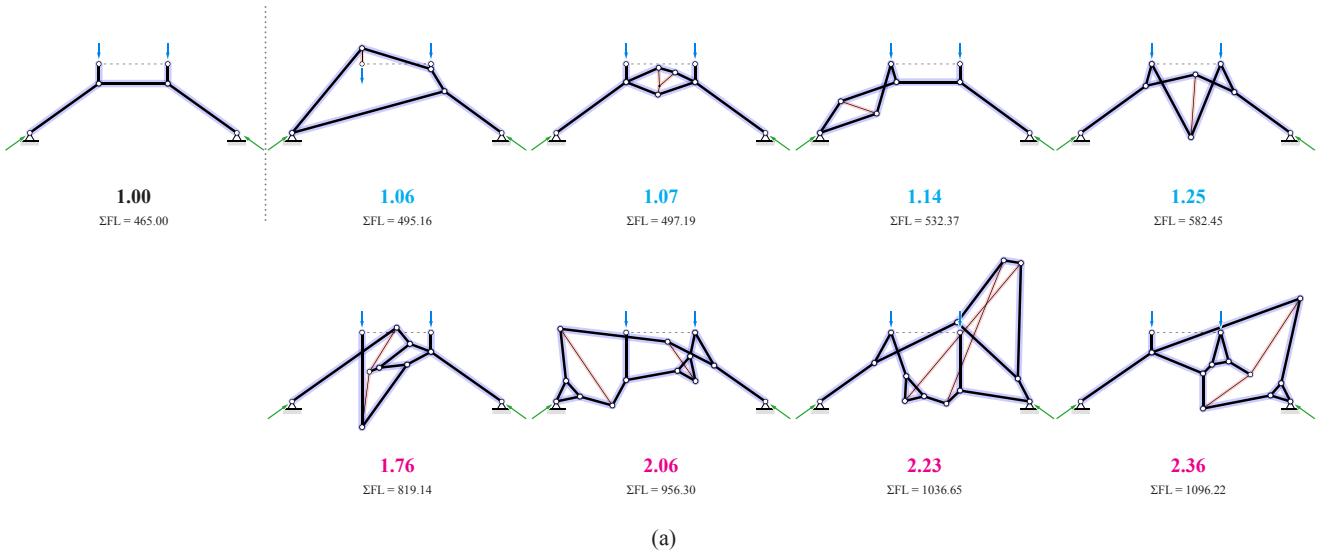 1.00 1.06 1.07 1.14 1.25
ΣFL = 465.00 ΣFL = 495.16 ΣFL = 497.19 ΣFL = 532.37 ΣFL = 582.45
1.76 2.06 2.23 2.36
ΣFL = 819.14 ΣFL = 956.30 ΣFL = 1036.65 ΣFL = 1096.22
(a)